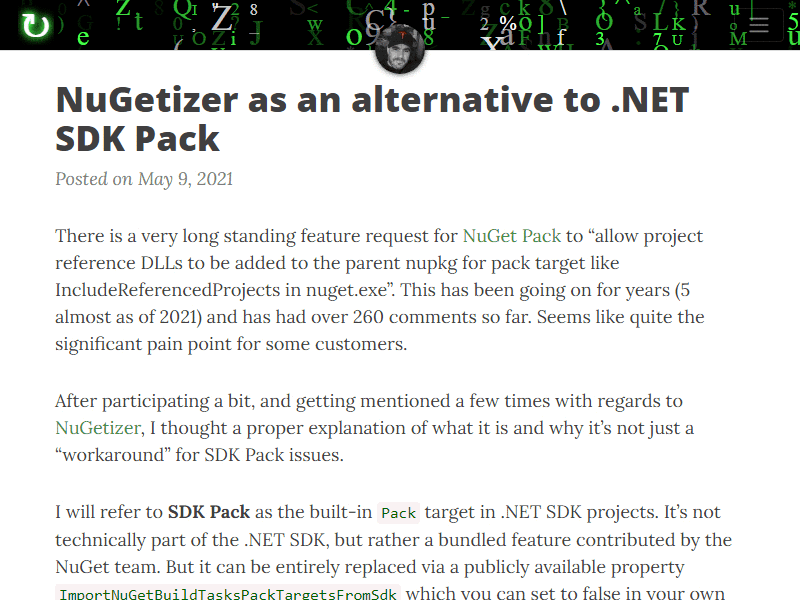 NuGetizer as an alternative to .NET
SDK Pack
Posted on May 9, 2021
There is a very long standing feature request for NuGet Pack to “allow project
reference DLLs to be added to the parent nupkg for pack target like
IncludeReferencedProjects in nuget.exe”. This has been going on for years (5
almost as of 2021) and has had over 260 comments so far. Seems like quite the
significant pain point for some customers.
After participating a bit, and getting mentioned a few times with regards to
NuGetizer, I thought a proper explanation of what it is and why it’s not just a
“workaround” for SDK Pack issues.
I will refer to SDK Pack as the built-in Pack target in .NET SDK projects. It’s not
technically part of the .NET SDK, but rather a bundled feature contributed by the
NuGet team. But it can be entirely replaced via a publicly available property
ImportNuGetBuildTasksPackTargetsFromSdk which you can set to false in your own